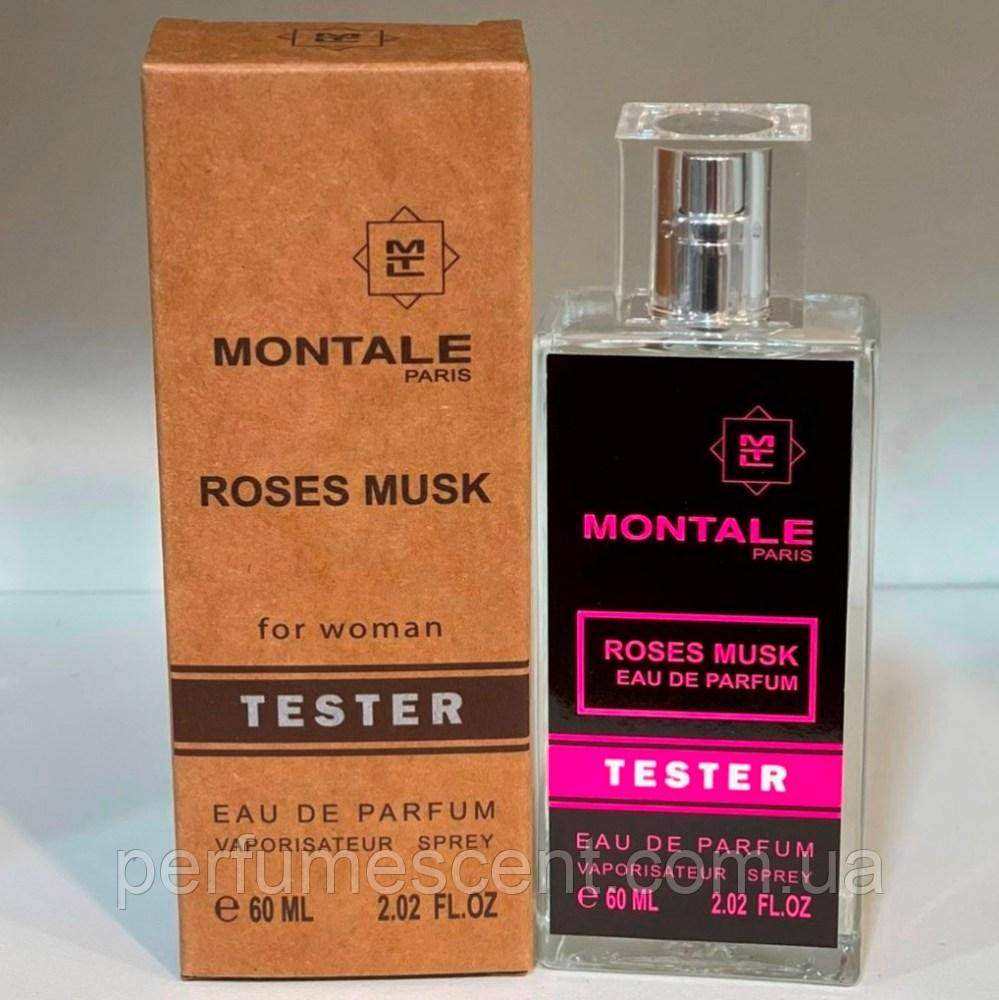 MTL
MONTALE
PARIS
ROSES MUSK
for woman
TESTER
EAU DE PARFUM
VAPORISATEUR SPREY
℮ 60 ML 2.02 FL.OZ
MTL
MONTALE
PARIS
ROSES MUSK
EAU DE PARFUM
TESTER
EAU DE PARFUM
VAPORISATEUR SPREY
℮ 60 ML 2.02 FL.OZ
perfumescent.com.ua